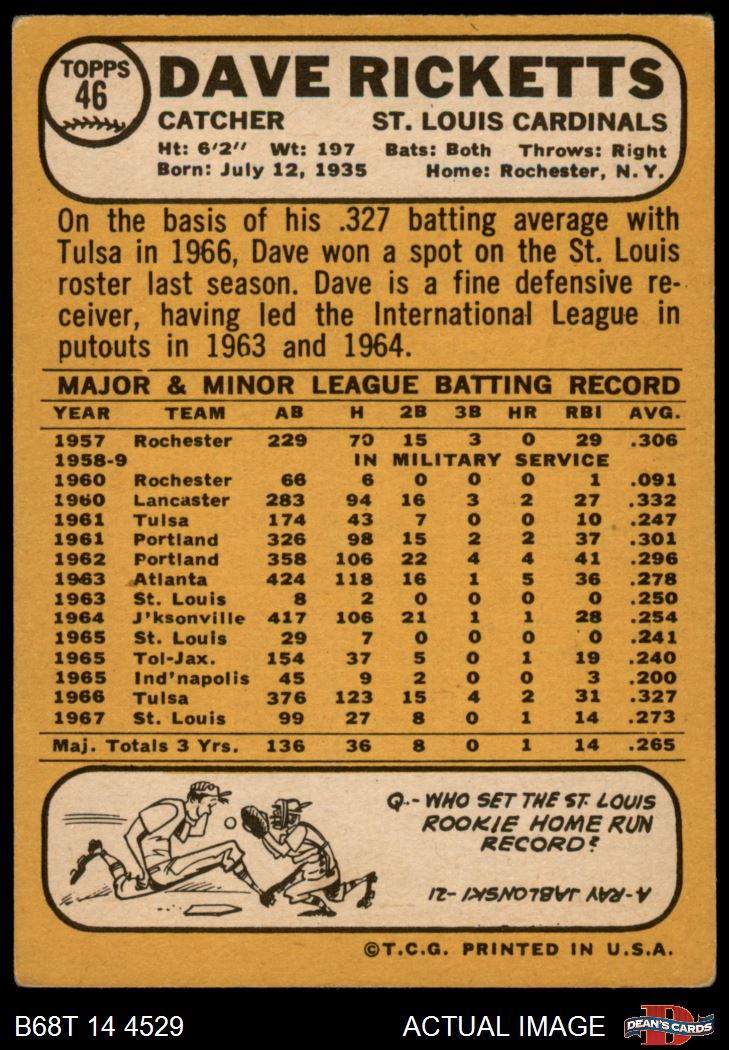 TOPPS
46
DAVE RICKETTS
CATCHER ST. LOUIS CARDINALS
Ht: 6'2" Wt: 197 Bats: Both Throws: Right
Born: July 12, 1935 Home: Rochester, N.Y.
On the basis of his .327 batting average with
Tulsa in 1966, Dave won a spot on the St. Louis
roster last season. Dave is a fine defensive re-
ceiver, having led the International League in
putouts in 1963 and 1964.
MAJOR & MINOR LEAGUE BATTING RECORD
YEAR TEAM AB H 2B 3B HR RBI AVG.
1957 Rochester 229 70 15 3 0 29 .306
1958-9 IN MILITARY SERVICE
1960 Rochester 66 6 0 0 0 1 .091
1960 Lancaster 283 94 16 3 2 27 .332
1961 Tulsa 174 43 7 0 0 10 .247
1961 Portland 326 98 15 2 2 37 .301
1962 Portland 358 106 22 4 4 41 .296
1963 Atlanta 424 118 16 1 5 36 .278
1963 St. Louis 8 2 0 0 0 0 .250
1964 J'ksonville 417 106 21 1 1 28 .254
1965 St. Louis 29 7 0 0 0 0 .241
1965 Tol-Jax. 154 37 5 0 1 19 .240
1965 Ind'napolis 45 9 2 0 0 3 .200
1966 Tulsa 376 123 15 4 2 31 .327
1967 St. Louis 99 27 8 0 1 14 .273
Maj. Totals 3 Yrs. 136 36 8 0 1 14 .265
Q.- WHO SET THE ST. LOUIS
ROOKIE HOME RUN
RECORD?
A-RAY JABLONSKI -21
©T.C.G. PRINTED IN U.S.A.
B68T 14 4529 ACTUAL IMAGE
D
DEAN'S CARDS